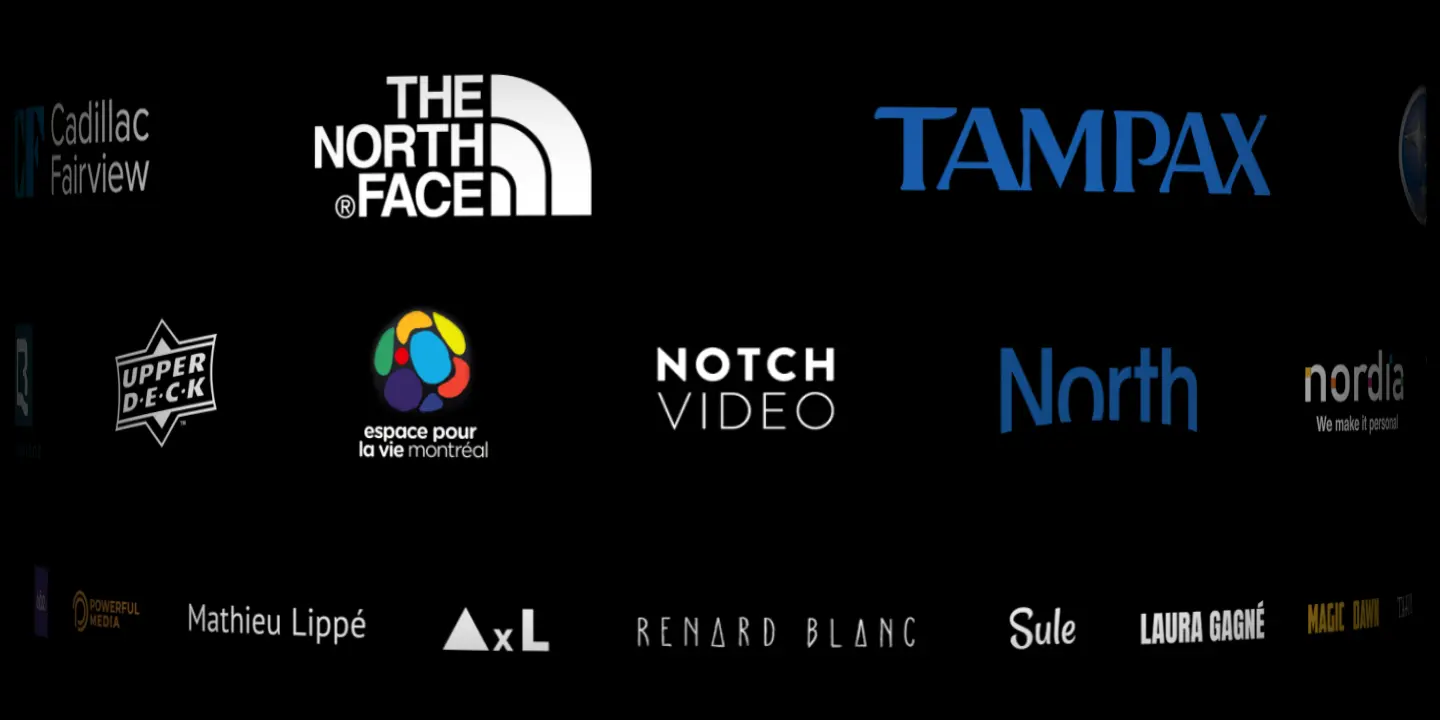 Cadillac
Fairview
THE
NORTH
®FACE
TAMPAX
UPPER
D·E·C·K
™
espace pour
la vie montréal
NOTCH
VIDEO
North
nordia
We make it personal
POWERFUL
MEDIA
Mathieu Lippé
▲xL
RENARD BLANC
Sule
LAURA GAGNÉ
MAGIC DAWN